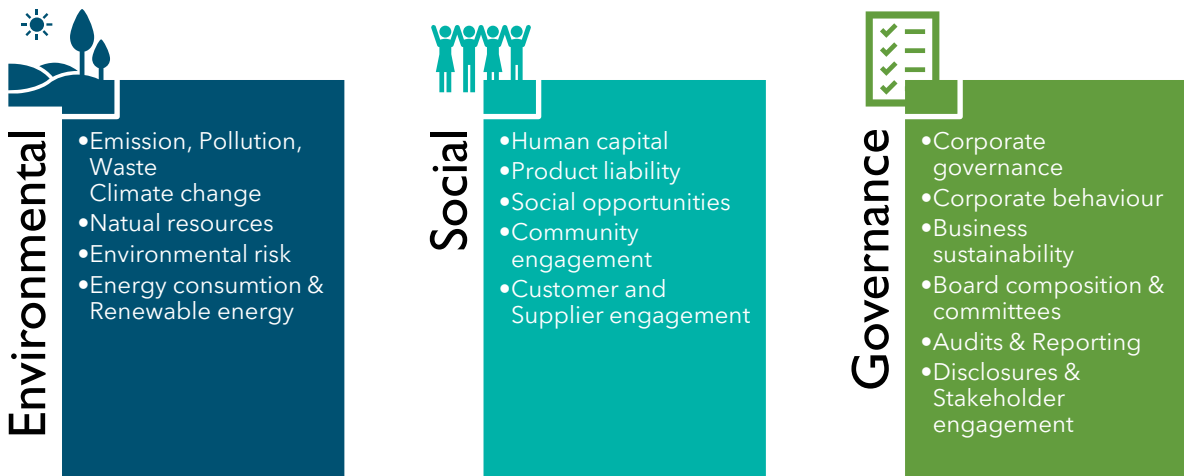 Environmental
•Emission, Pollution,
Waste
Climate change
•Natual resources
•Environmental risk
•Energy consumtion &
Renewable energy
Social
•Human capital
•Product liability
•Social opportunities
•Community
engagement
•Customer and
Supplier engagement
Governance
•Corporate
governance
•Corporate behaviour
•Business
sustainability
•Board composition &
committees
•Audits & Reporting
•Disclosures &
Stakeholder
engagement